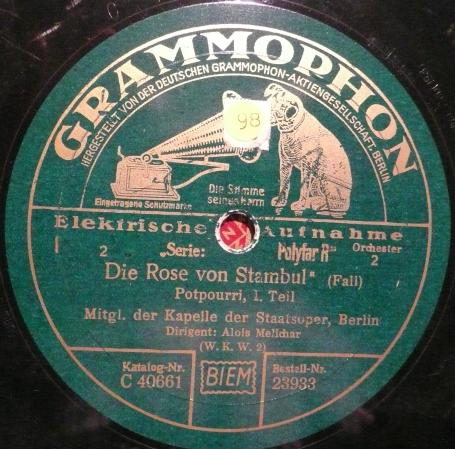 GRAMMOPHON
HERGESTELLT VON DER DEUTSCHEN GRAMMOPHON-AKTIENGESELLSCHAFT, BERLIN
98
Die Stimme
seines Herrn
Eingetragene Schutzmarke
Elektrische Aufnahme
I 2 „Serie: Polyfar R" Orchester
2
Die Rose von Stambul" (Fall)
Potpourri, 1. Teil
Mitgl. der Kapelle der Staatsoper, Berlin
Dirigent: Alois Melichar
(W. K. W. 2)
Katalog-Nr. BIEM Bestell-Nr.
C 40661 23933